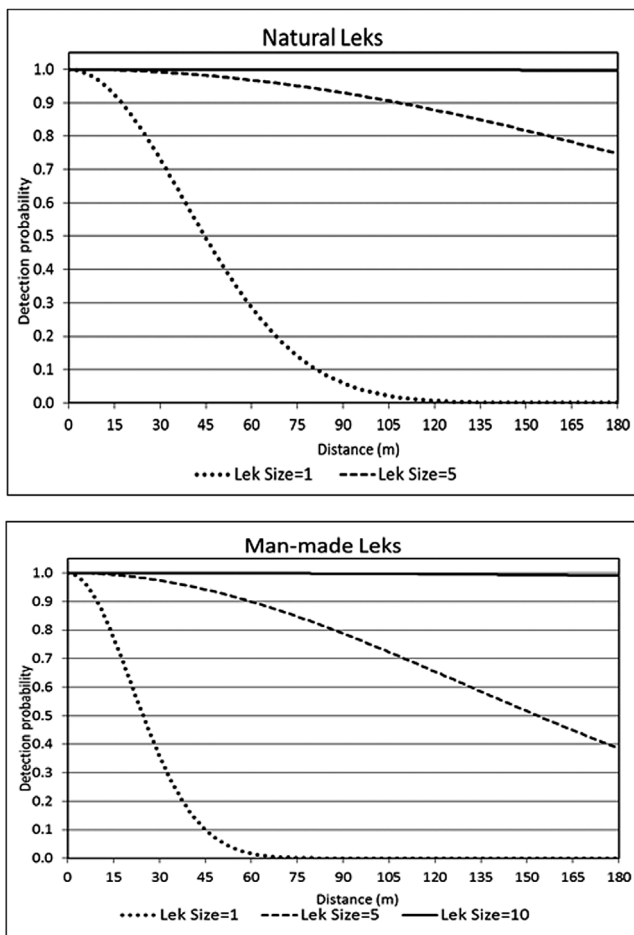 Natural Leks
1.0
0.9
0.8
0.7
0.6
0.5
0.4
0.3
0.2
0.1
0.0
Detection probability
0 15 30 45 60 75 90 105 120 135 150 165 180
Distance (m)
Lek Size=1 Lek Size=5
Man-made Leks
1.0
0.9
0.8
0.7
0.6
0.5
0.4
0.3
0.2
0.1
0.0
Detection probability
0 15 30 45 60 75 90 105 120 135 150 165 180
Distance (m)
Lek Size=1 Lek Size=5 Lek Size=10